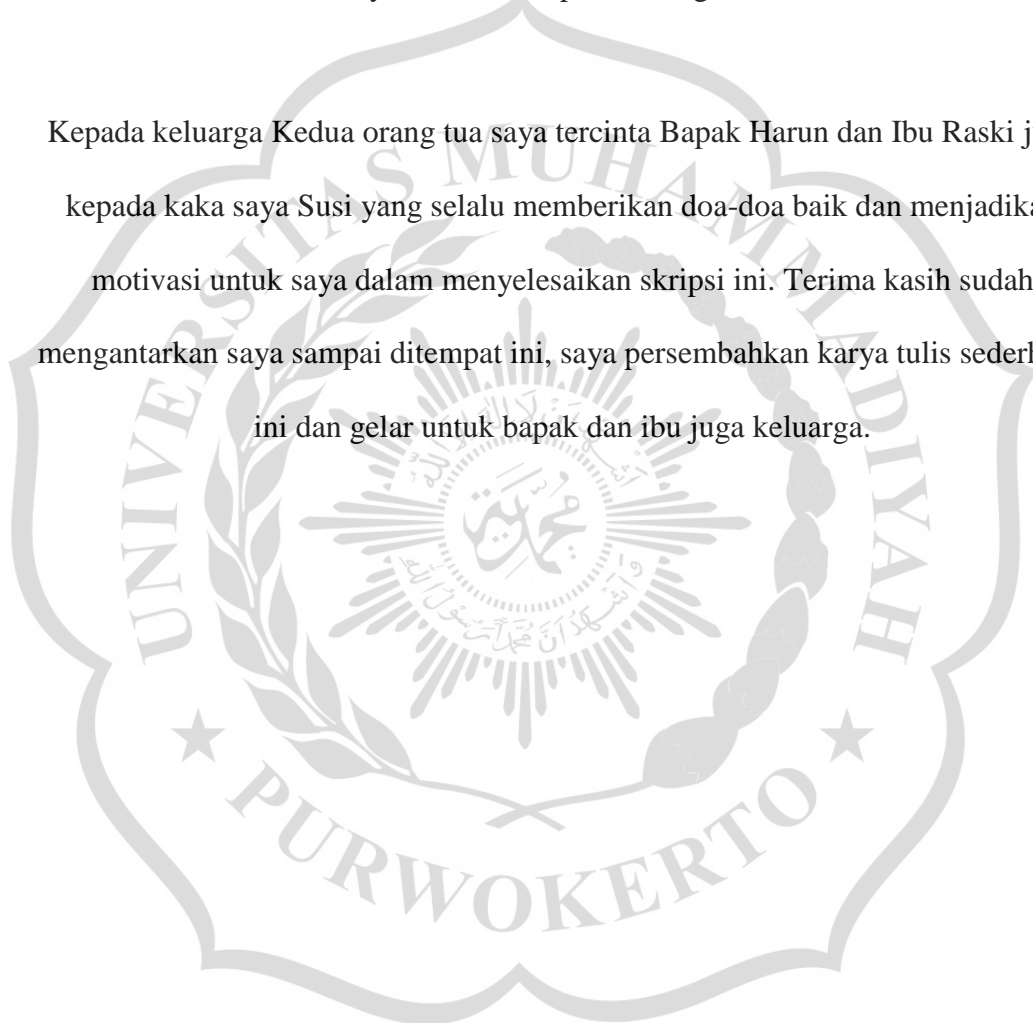 Kepada keluarga Kedua orang tua saya tercinta Bapak Harun dan Ibu Raski j
kepada kaka saya Susi yang selalu memberikan doa-doa baik dan menjadika
motivasi untuk saya dalam menyelesaikan skripsi ini. Terima kasih sudah
mengantarkan saya sampai ditempat ini, saya persembahkan karya tulis seder
ini dan gelar untuk bapak dan ibu juga keluarga.
UNIVERSITAS MUHAMMADIYAH
PURWOKERTO
محمدية